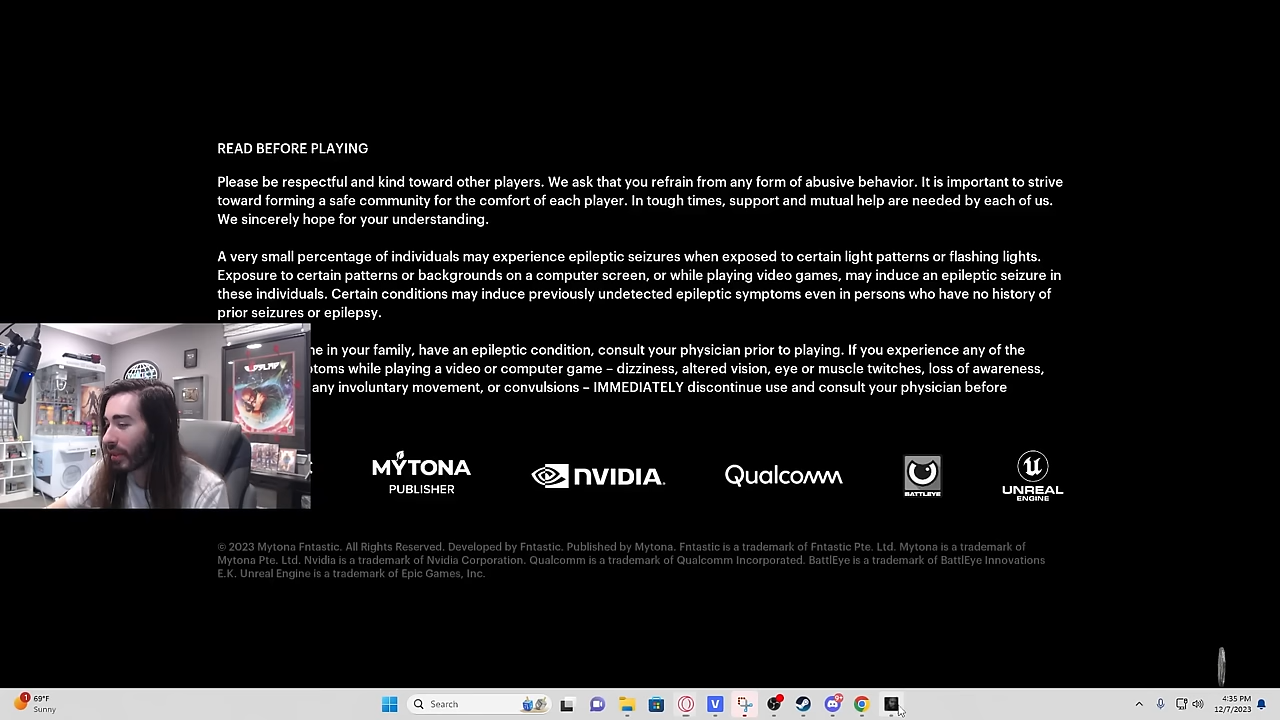 READ BEFORE PLAYING
Please be respectful and kind toward other players. We ask that you refrain from any form of abusive behavior. It is important to strive
toward forming a safe community for the comfort of each player. In tough times, support and mutual help are needed by each of us.
We sincerely hope for your understanding.
A very small percentage of individuals may experience epileptic seizures when exposed to certain light patterns or flashing lights.
Exposure to certain patterns or backgrounds on a computer screen, or while playing video games, may induce an epileptic seizure in
these individuals. Certain conditions may induce previously undetected epileptic symptoms even in persons who have no history of
prior seizures or epilepsy.
in your family, have an epileptic condition, consult your physician prior to playing. If you experience any of the
while playing a video or computer game – dizziness, altered vision, eye or muscle twitches, loss of awareness,
any involuntary movement, or convulsions – IMMEDIATELY discontinue use and consult your physician before
MYTONA
PUBLISHER
NVIDIA.
Qualcomm
BATTLEYE
UNREAL
ENGINE
© 2023 Mytona Fntastic. All Rights Reserved. Developed by Fntastic. Published by Mytona. Fntastic is a trademark of Fntastic Pte. Ltd. Mytona is a trademark of
Mytona Pte. Ltd. Nvidia is a trademark of Nvidia Corporation. Qualcomm is a trademark of Qualcomm Incorporated. BattlEye is a trademark of BattlEye Innovations
E.K. Unreal Engine is a trademark of Epic Games, Inc.
1
69°F
Sunny
Search
4:35 PM
12/7/2023